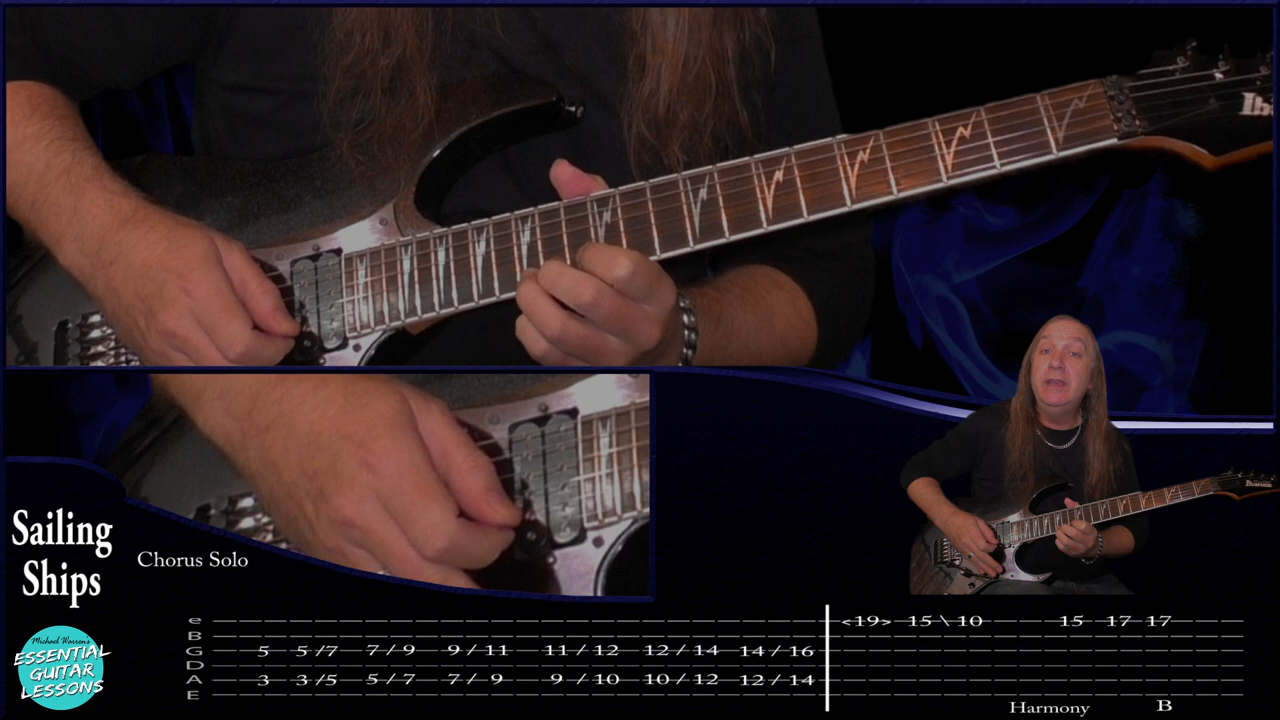 Ibanez
Sailing
Ships
Chorus Solo
Michael Warren's
ESSENTIAL
GUITAR
LESSONS
e <19> 15 \ 10 15 17 17
B
G 5 5 /7 7 / 9 9 / 11 11 / 12 12 / 14 14 / 16
D
A 3 3 /5 5 / 7 7 / 9 9 / 10 10 / 12 12 / 14
E
Harmony B